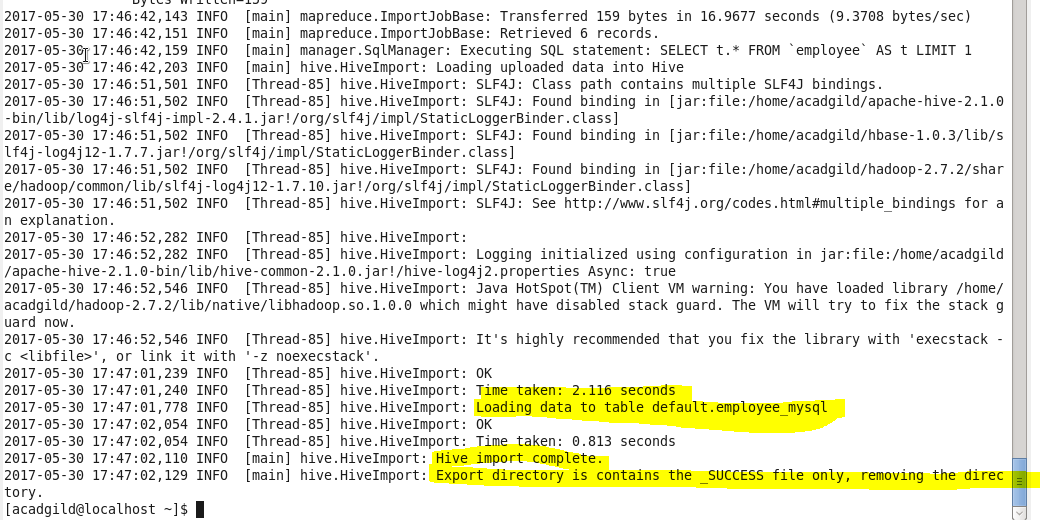 Bytes Written=159
2017-05-30 17:46:42,143 INFO  [main] mapreduce.ImportJobBase: Transferred 159 bytes in 16.9677 seconds (9.3708 bytes/sec)
2017-05-30 17:46:42,151 INFO  [main] mapreduce.ImportJobBase: Retrieved 6 records.
2017-05-30 17:46:42,159 INFO  [main] manager.SqlManager: Executing SQL statement: SELECT t.* FROM `employee` AS t LIMIT 1
2017-05-30 17:46:42,203 INFO  [main] hive.HiveImport: Loading uploaded data into Hive
2017-05-30 17:46:51,501 INFO  [Thread-85] hive.HiveImport: SLF4J: Class path contains multiple SLF4J bindings.
2017-05-30 17:46:51,502 INFO  [Thread-85] hive.HiveImport: SLF4J: Found binding in [jar:file:/home/acadgild/apache-hive-2.1.0
-bin/lib/log4j-slf4j-impl-2.4.1.jar!/org/slf4j/impl/StaticLoggerBinder.class]
2017-05-30 17:46:51,502 INFO  [Thread-85] hive.HiveImport: SLF4J: Found binding in [jar:file:/home/acadgild/hbase-1.0.3/lib/s
lf4j-log4j12-1.7.7.jar!/org/slf4j/impl/StaticLoggerBinder.class]
2017-05-30 17:46:51,502 INFO  [Thread-85] hive.HiveImport: SLF4J: Found binding in [jar:file:/home/acadgild/hadoop-2.7.2/shar
e/hadoop/common/lib/slf4j-log4j12-1.7.10.jar!/org/slf4j/impl/StaticLoggerBinder.class]
2017-05-30 17:46:51,502 INFO  [Thread-85] hive.HiveImport: SLF4J: See http://www.slf4j.org/codes.html#multiple_bindings for a
n explanation.
2017-05-30 17:46:52,282 INFO  [Thread-85] hive.HiveImport:
2017-05-30 17:46:52,282 INFO  [Thread-85] hive.HiveImport: Logging initialized using configuration in jar:file:/home/acadgild
/apache-hive-2.1.0-bin/lib/hive-common-2.1.0.jar!/hive-log4j2.properties Async: true
2017-05-30 17:46:52,546 INFO  [Thread-85] hive.HiveImport: Java HotSpot(TM) Client VM warning: You have loaded library /home/
acadgild/hadoop-2.7.2/lib/native/libhadoop.so.1.0.0 which might have disabled stack guard. The VM will try to fix the stack g
uard now.
2017-05-30 17:46:52,546 INFO  [Thread-85] hive.HiveImport: It's highly recommended that you fix the library with 'execstack -
c <libfile>', or link it with '-z noexecstack'.
2017-05-30 17:47:01,239 INFO  [Thread-85] hive.HiveImport: OK
2017-05-30 17:47:01,240 INFO  [Thread-85] hive.HiveImport: Time taken: 2.116 seconds
2017-05-30 17:47:01,778 INFO  [Thread-85] hive.HiveImport: Loading data to table default.employee_mysql
2017-05-30 17:47:02,054 INFO  [Thread-85] hive.HiveImport: OK
2017-05-30 17:47:02,054 INFO  [Thread-85] hive.HiveImport: Time taken: 0.813 seconds
2017-05-30 17:47:02,110 INFO  [main] hive.HiveImport: Hive import complete.
2017-05-30 17:47:02,129 INFO  [main] hive.HiveImport: Export directory is contains the _SUCCESS file only, removing the direc
tory.
[acadgild@localhost ~]$